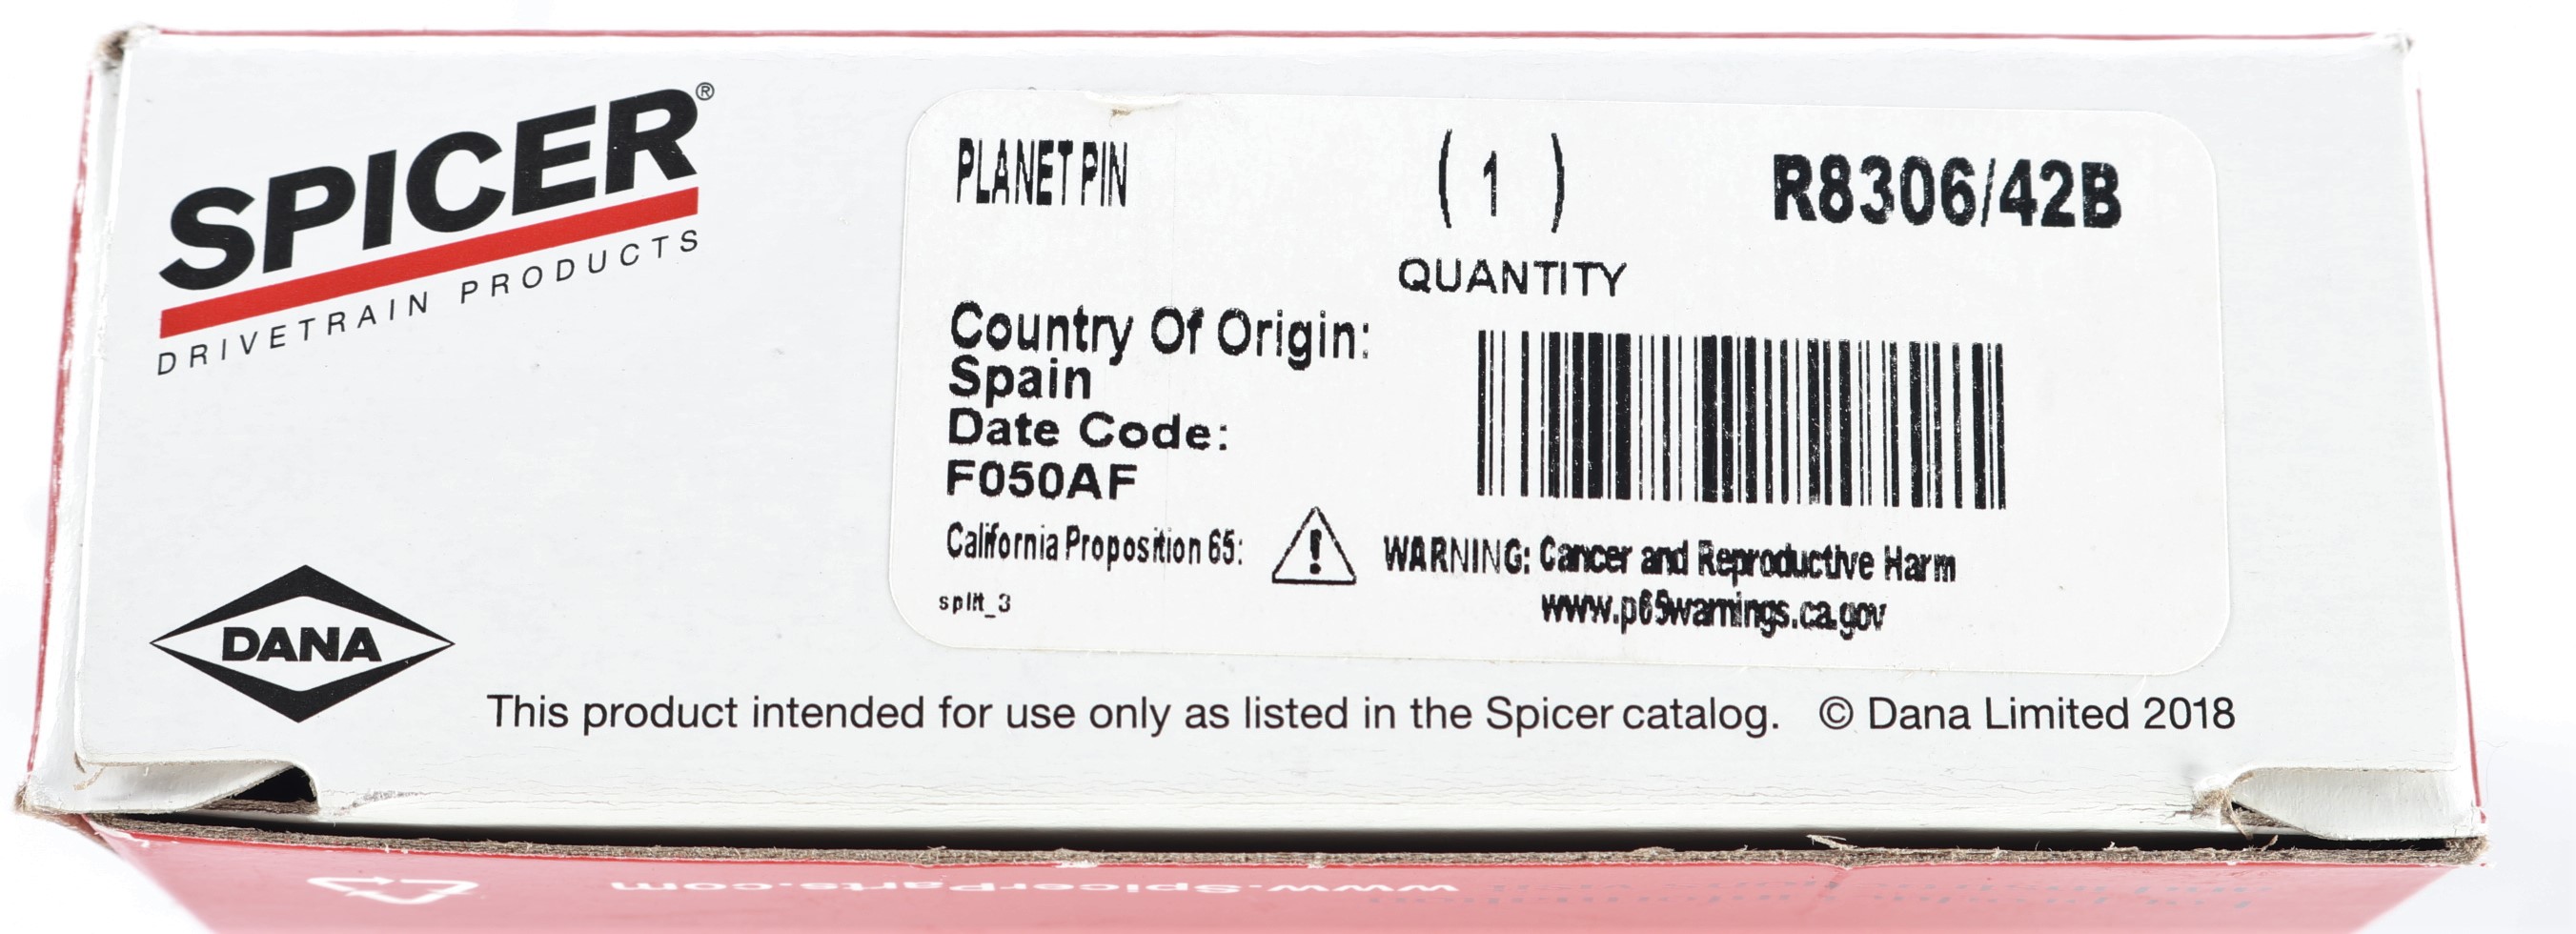 SPICER®
DRIVETRAIN PRODUCTS
PLANET PIN
( 1 )
R8306/42B
QUANTITY
Country Of Origin:
Spain
Date Code:
F050AF
California Proposition 65:
! WARNING: Cancer and Reproductive Harm
www.p65warnings.ca.gov
split_3
DANA
This product intended for use only as listed in the Spicer catalog. © Dana Limited 2018
www.SpicerParts.com